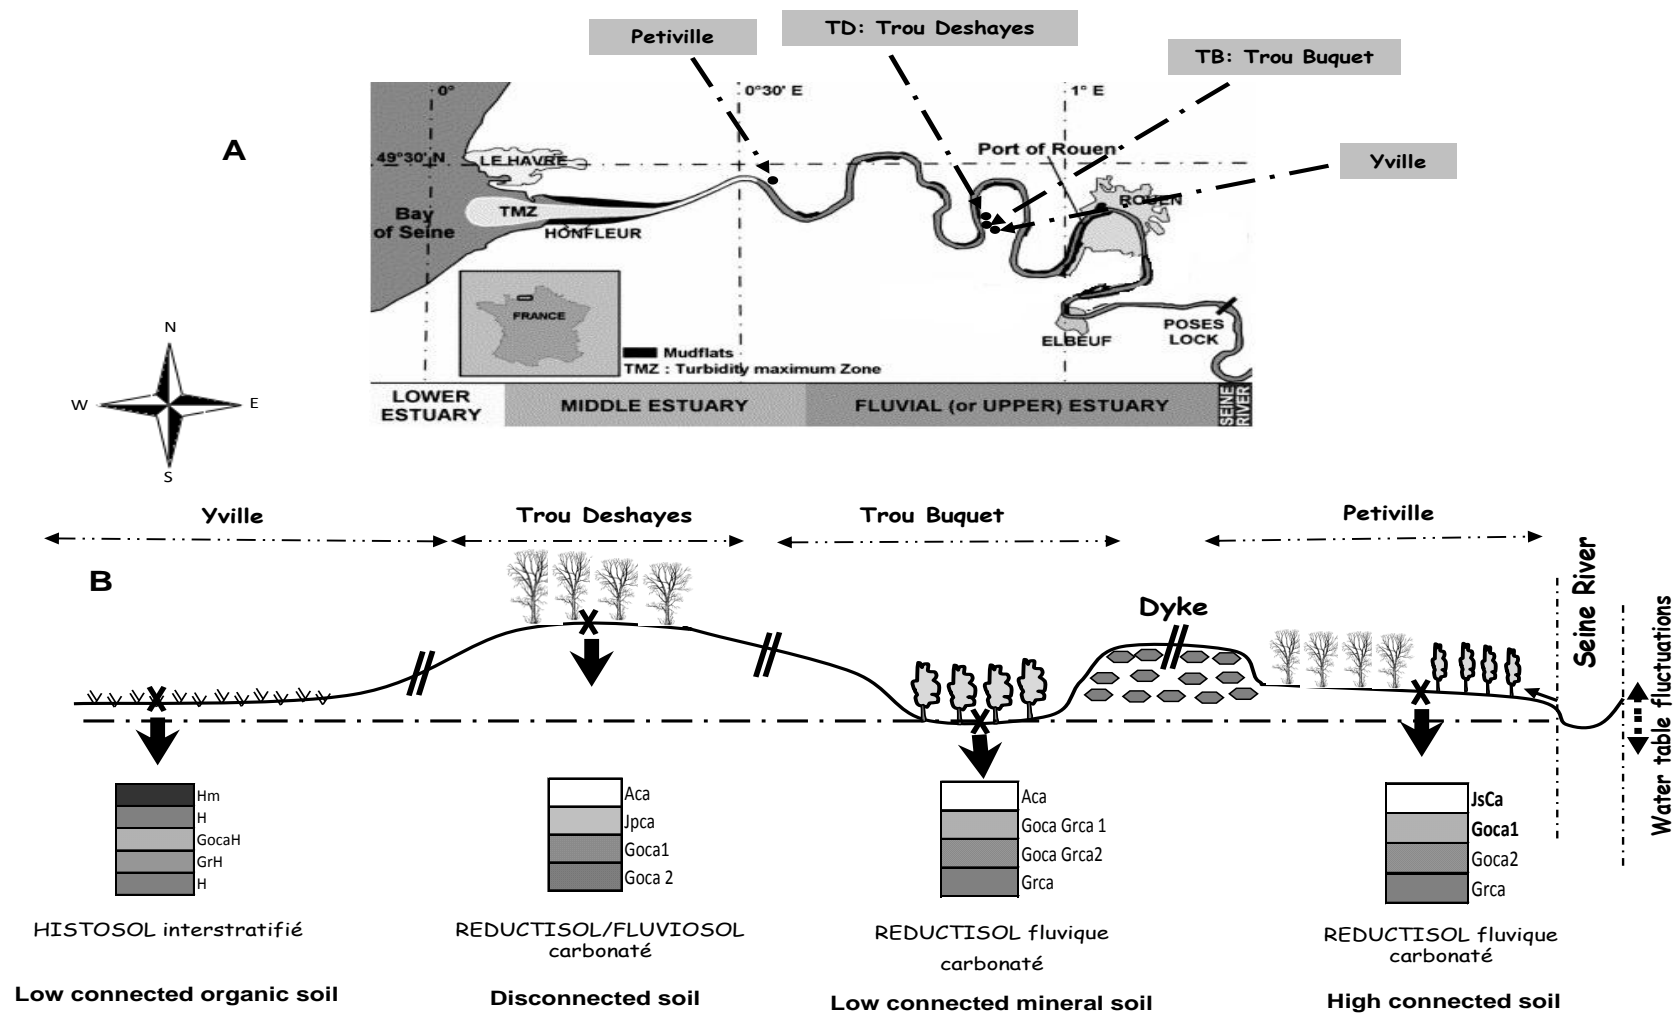 Petiville
TD: Trou Deshayes
TB: Trou Buquet
Yville
A
0°
0°30' E
1° E
49°30' N
LE HAVRE
Port of Rouen
ROUEN
Bay
of Seine
TMZ
HONFLEUR
FRANCE
Mudflats
TMZ : Turbidity maximum Zone
ELBEUF
POSES
LOCK
LOWER
ESTUARY
MIDDLE ESTUARY
FLUVIAL (or UPPER) ESTUARY
SEINE
RIVER
N
W
E
S
Yville
Trou Deshayes
Trou Buquet
Petiville
B
Dyke
Seine River
Water table fluctuations
Hm
H
GocaH
GrH
H
Aca
Jpca
Goca1
Goca 2
Aca
Goca Grca 1
Goca Grca2
Grca
JsCa
Goca1
Goca2
Grca
HISTOSOL interstratifié
REDUCTISOL/FLUVIOSOL
carbonaté
REDUCTISOL fluvique
carbonaté
REDUCTISOL fluvique
carbonaté
Low connected organic soil
Disconnected soil
Low connected mineral soil
High connected soil